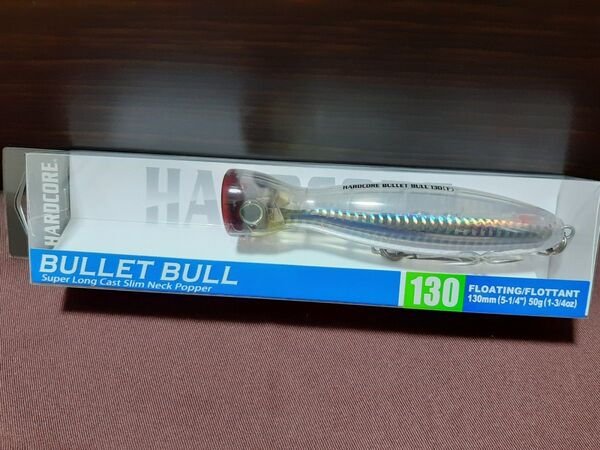 HARDCORE®
HARDCORE
HARDCORE BULLET BULL 130(F)
BULLET BULL
Super Long Cast Slim Neck Popper
130
FLOATING/FLOTTANT
130mm (5-1/4") 50g (1-3/4oz)